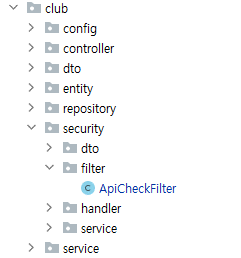 club
config
controller
dto
entity
repository
security
dto
filter
C ApiCheckFilter
handler
service
service